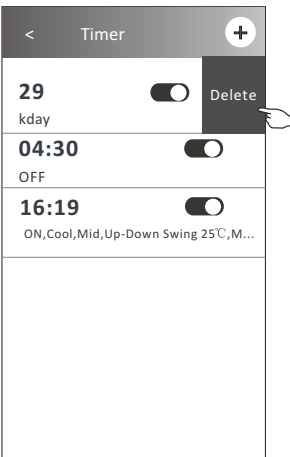 < Timer +
29
kday
Delete
04:30
OFF
16:19
ON,Cool,Mid,Up-Down Swing 25℃,M...